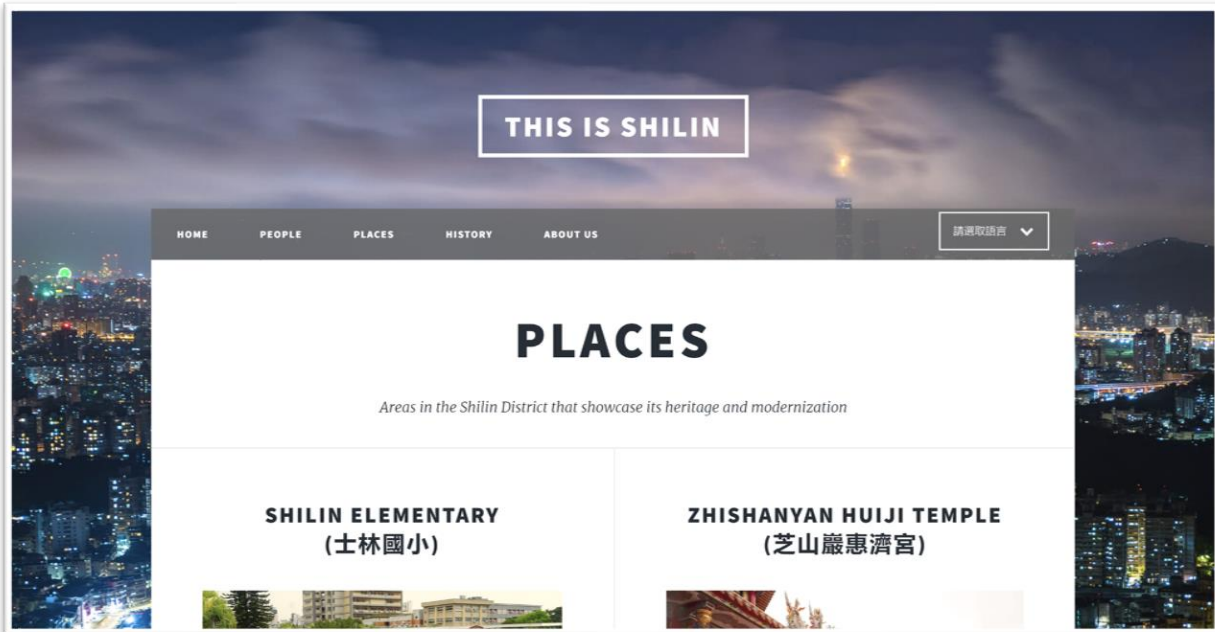 THIS IS SHILIN
HOME PEOPLE PLACES HISTORY ABOUT US 請選取語言
PLACES
Areas in the Shilin District that showcase its heritage and modernization
SHILIN ELEMENTARY
(士林國小)
ZHISHANYAN HUIJI TEMPLE
(芝山巖惠濟宮)